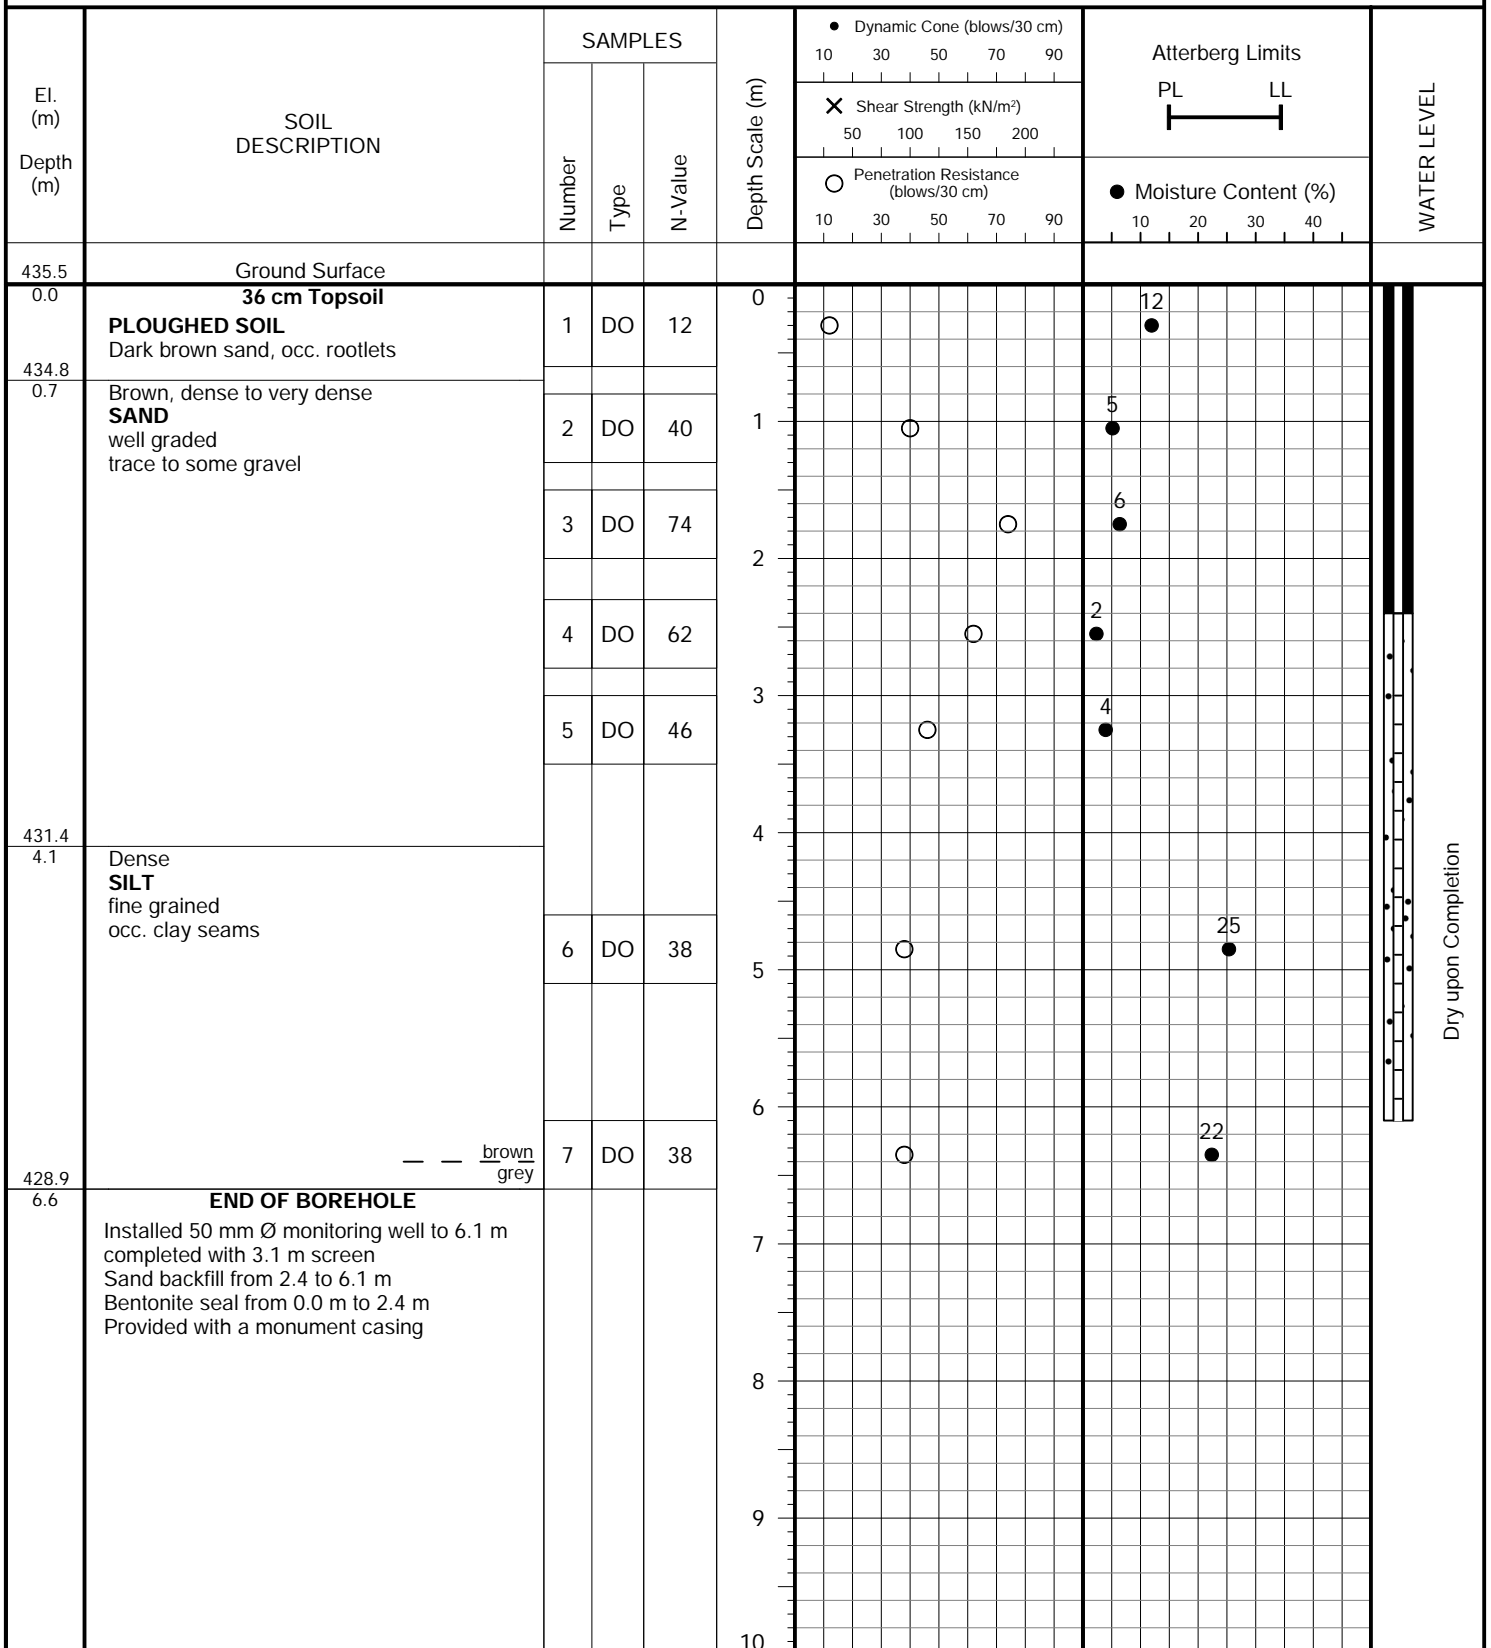 El.
(m)
Depth
(m)
SOIL
DESCRIPTION
SAMPLES
Number
Type
N-Value
Depth Scale (m)
Dynamic Cone (blows/30 cm)
10 30 50 70 90
Shear Strength (kN/m²)
50 100 150 200
Penetration Resistance
(blows/30 cm)
10 30 50 70 90
Atterberg Limits
PL LL
Moisture Content (%)
10 20 30 40
WATER LEVEL
435.5 Ground Surface
0.0 36 cm Topsoil
PLOUGHED SOIL
Dark brown sand, occ. rootlets
1 DO 12
0
12
434.8
0.7 Brown, dense to very dense
SAND
well graded
trace to some gravel
2 DO 40
1
5
3 DO 74
6
2
4 DO 62
2
3
5 DO 46
4
431.4
4
4.1 Dense
SILT
fine grained
occ. clay seams
6 DO 38
25
5
Dry upon Completion
6
brown
grey
7 DO 38
22
428.9
6.6 END OF BOREHOLE
Installed 50 mm Ø monitoring well to 6.1 m
completed with 3.1 m screen
Sand backfill from 2.4 to 6.1 m
Bentonite seal from 0.0 m to 2.4 m
Provided with a monument casing
7
8
9
10